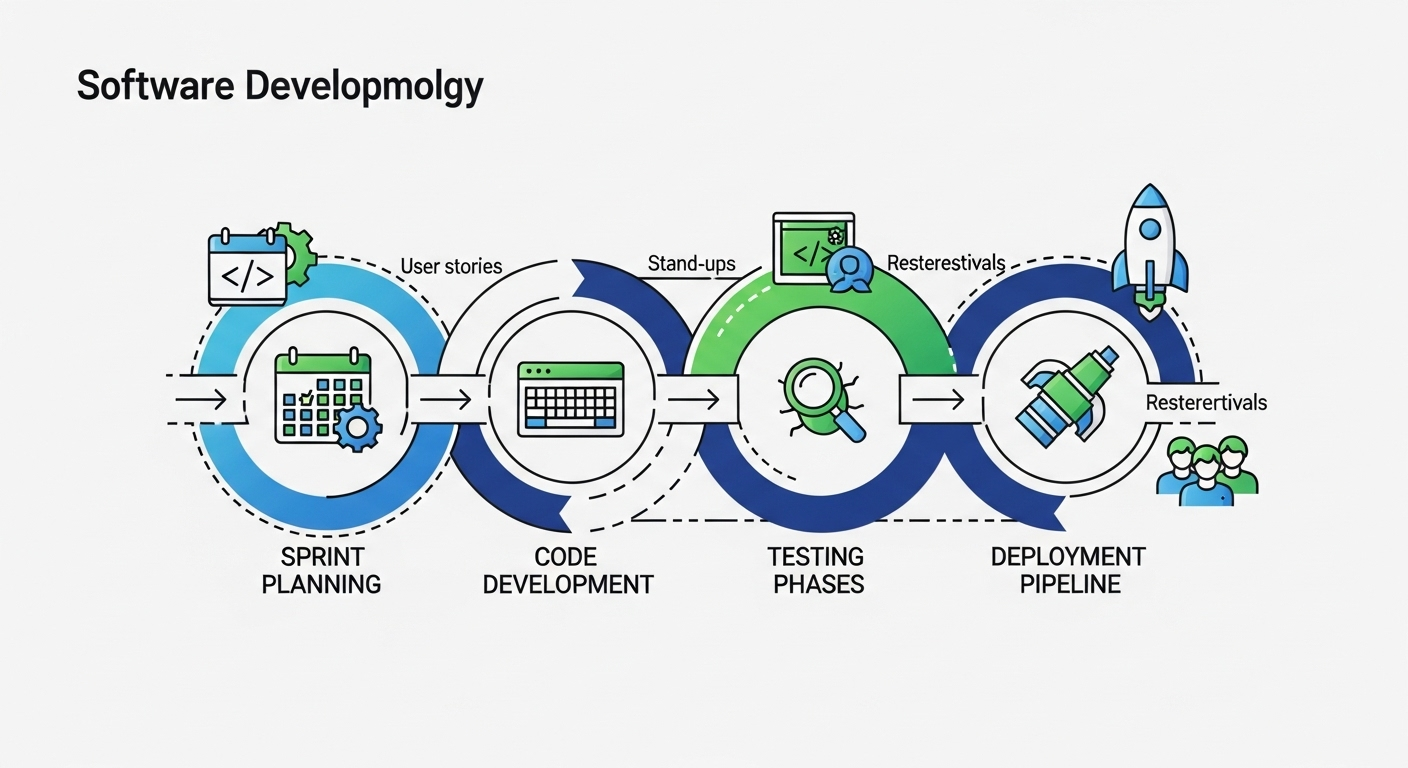 Software Developmolgy
User stories
Stand-ups
Resterestivals
</>
</>
Resterertivals
SPRINT
PLANNING
CODE
DEVELOPMENT
TESTING
PHASES
DEPLOYMENT
PIPELINE